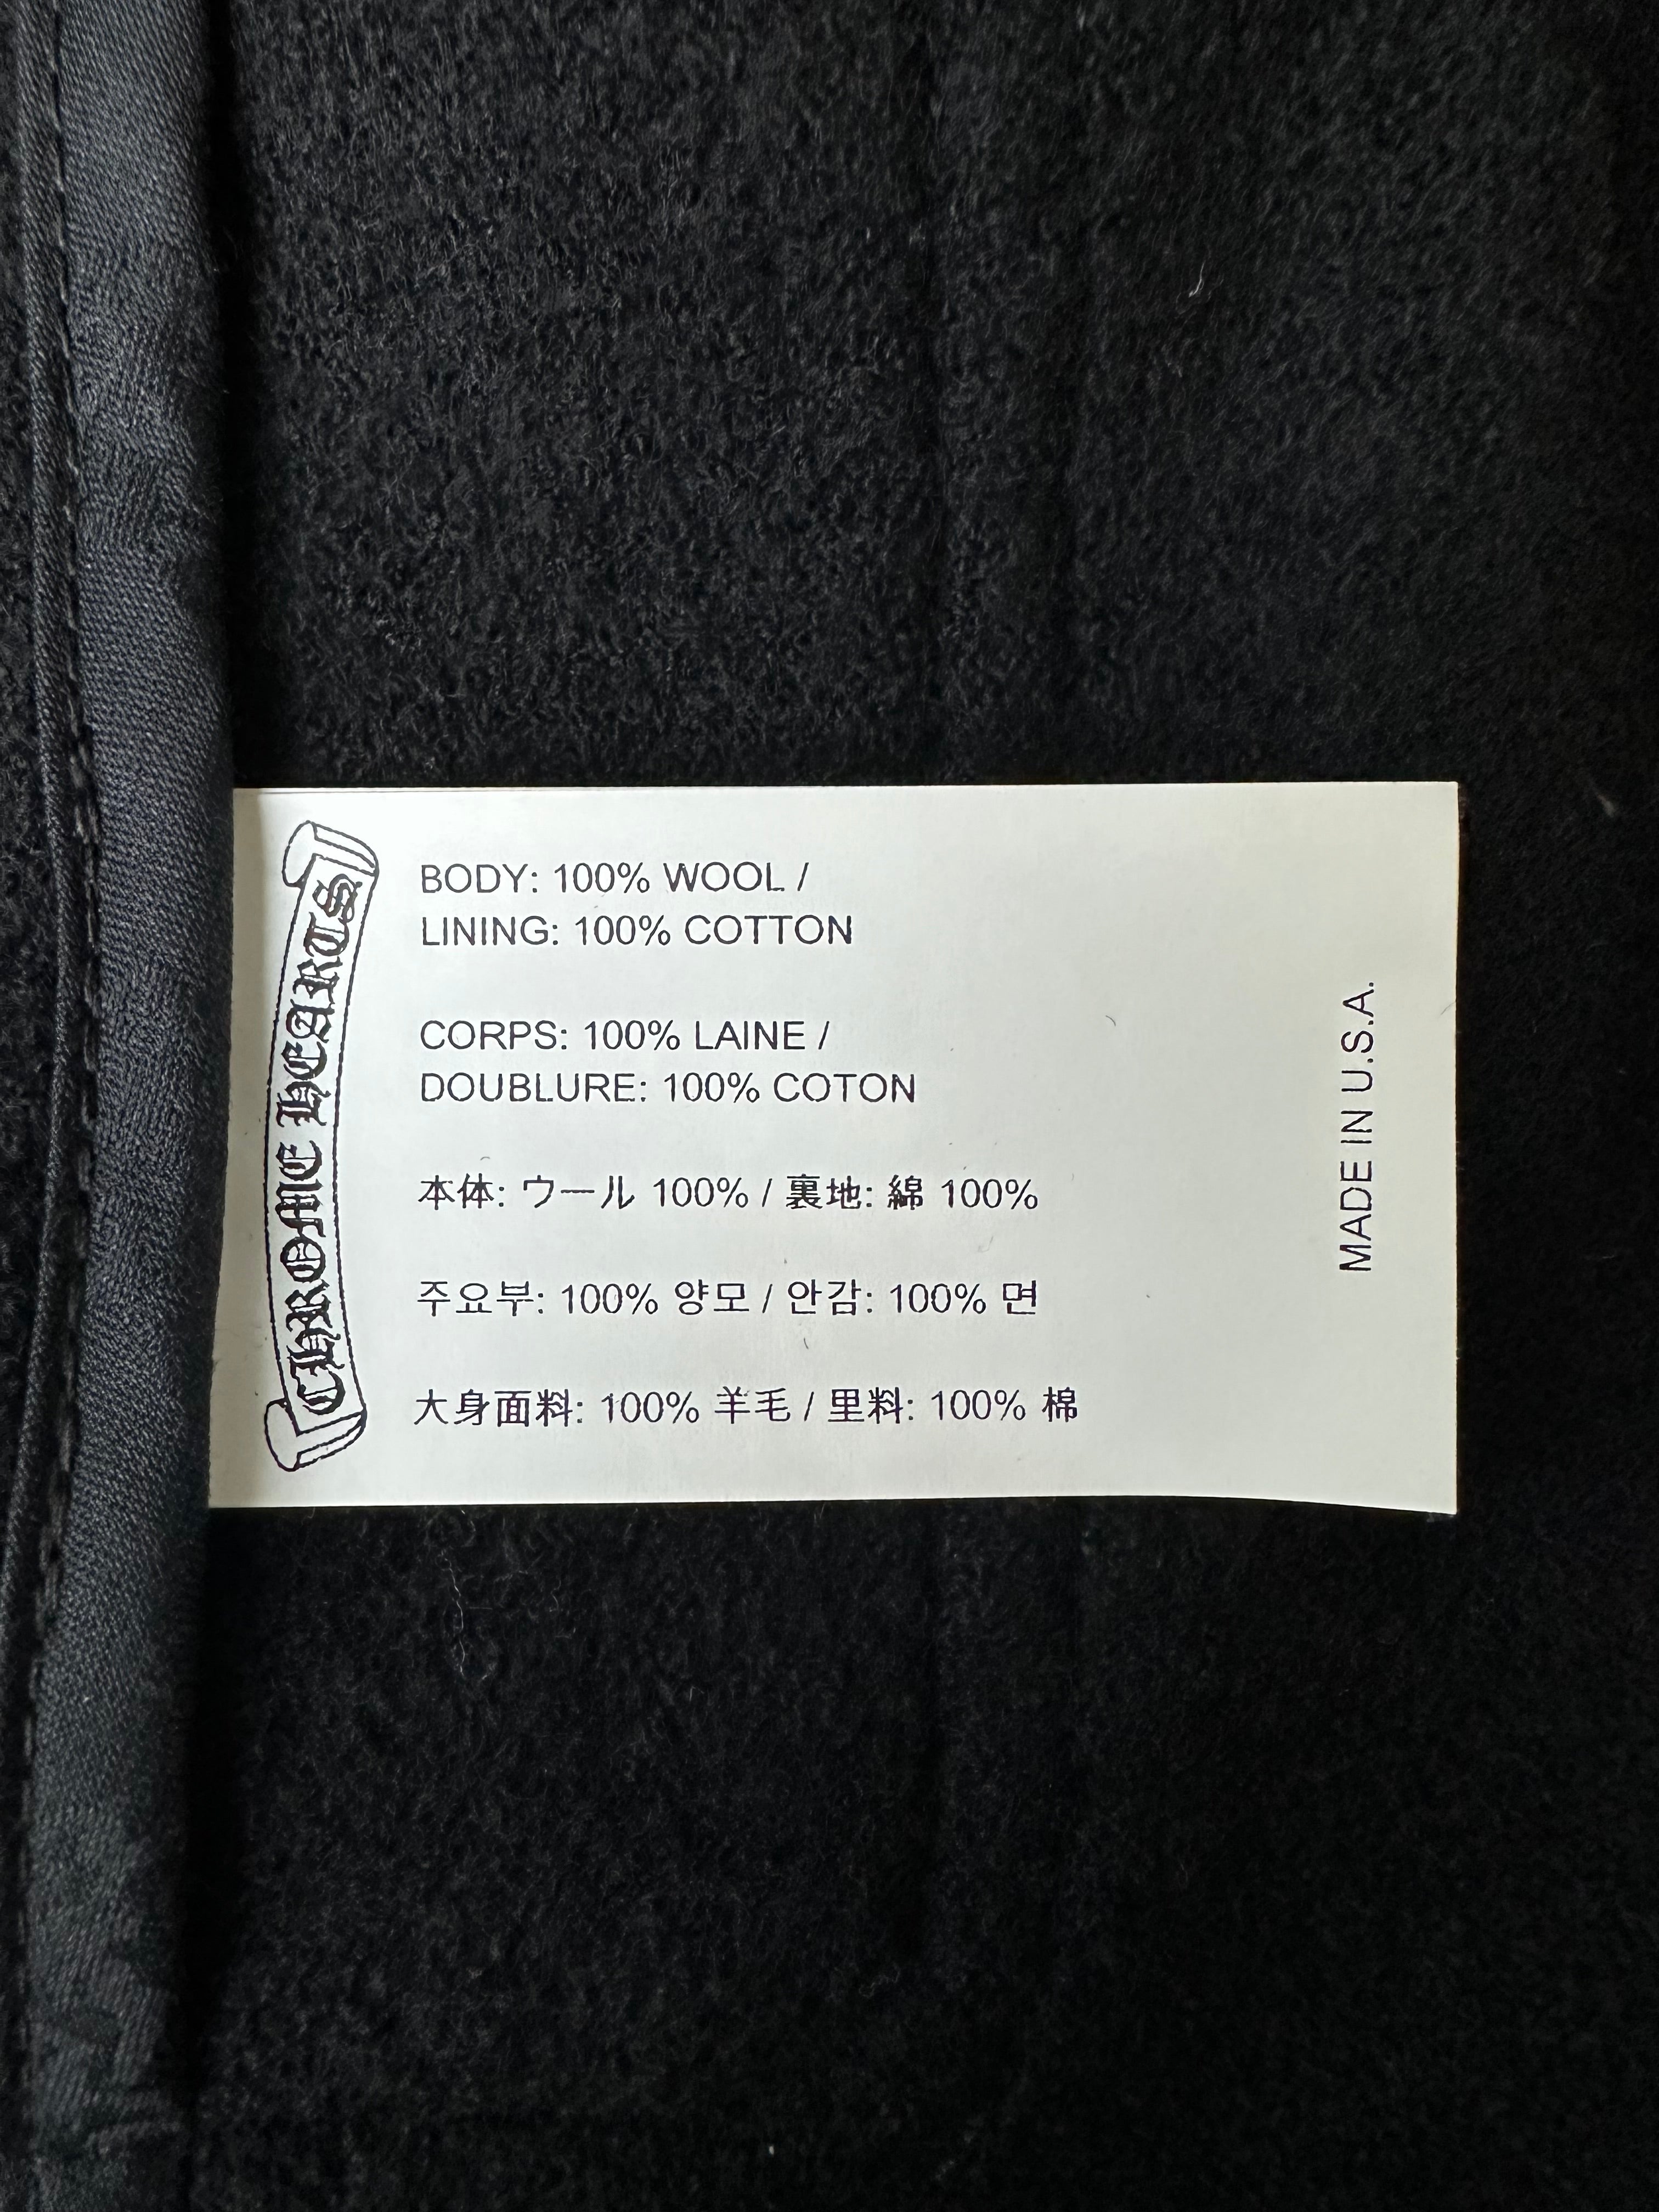 CHROME HEARTS
BODY: 100% WOOL /
LINING: 100% COTTON
CORPS: 100% LAINE /
DOUBLURE: 100% COTON
本体: ウール 100% / 裏地: 綿 100%
주요부: 100% 양모 / 안감: 100% 면
大身面料: 100% 羊毛 / 里料: 100% 棉
MADE IN U.S.A.